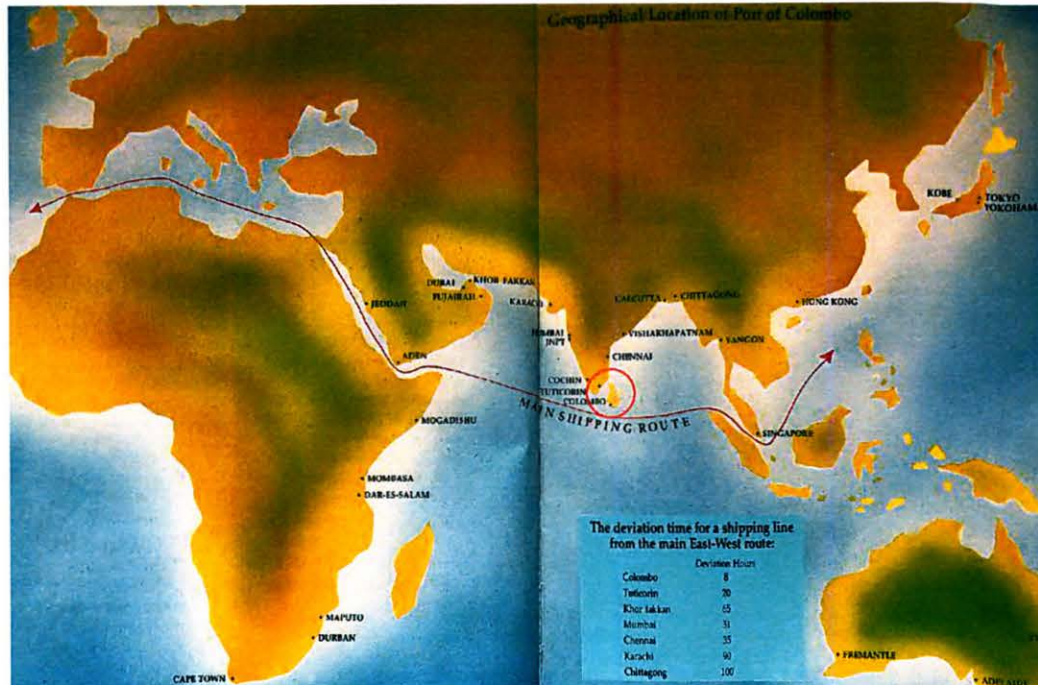 Geographical Location of Port of Colombo
KOBE
TOKYO
YOKOHAMA
KHOR FAKKAN
DUBAI
FUJAIRAH
JEDDAH
KARACHI
CALCUTTA
CHITTAGONG
HONG KONG
MUMBAI
JNPT
VISHAKHAPATNAM
YANGON
ADEN
CHENNAI
COCHIN
TUTICORIN
COLOMBO
MAIN SHIPPING ROUTE
MOGADISHU
SINGAPORE
MOMBASA
DAR-ES-SALAM
The deviation time for a shipping line
from the main East-West route:
Deviation Hours
Colombo 8
Tuticorin 20
Khor fakkan 65
Mumbai 31
Chennai 35
Karachi 90
Chittagong 100
MAPUTO
DURBAN
CAPE TOWN
FREMANTLE
ADELAIDE